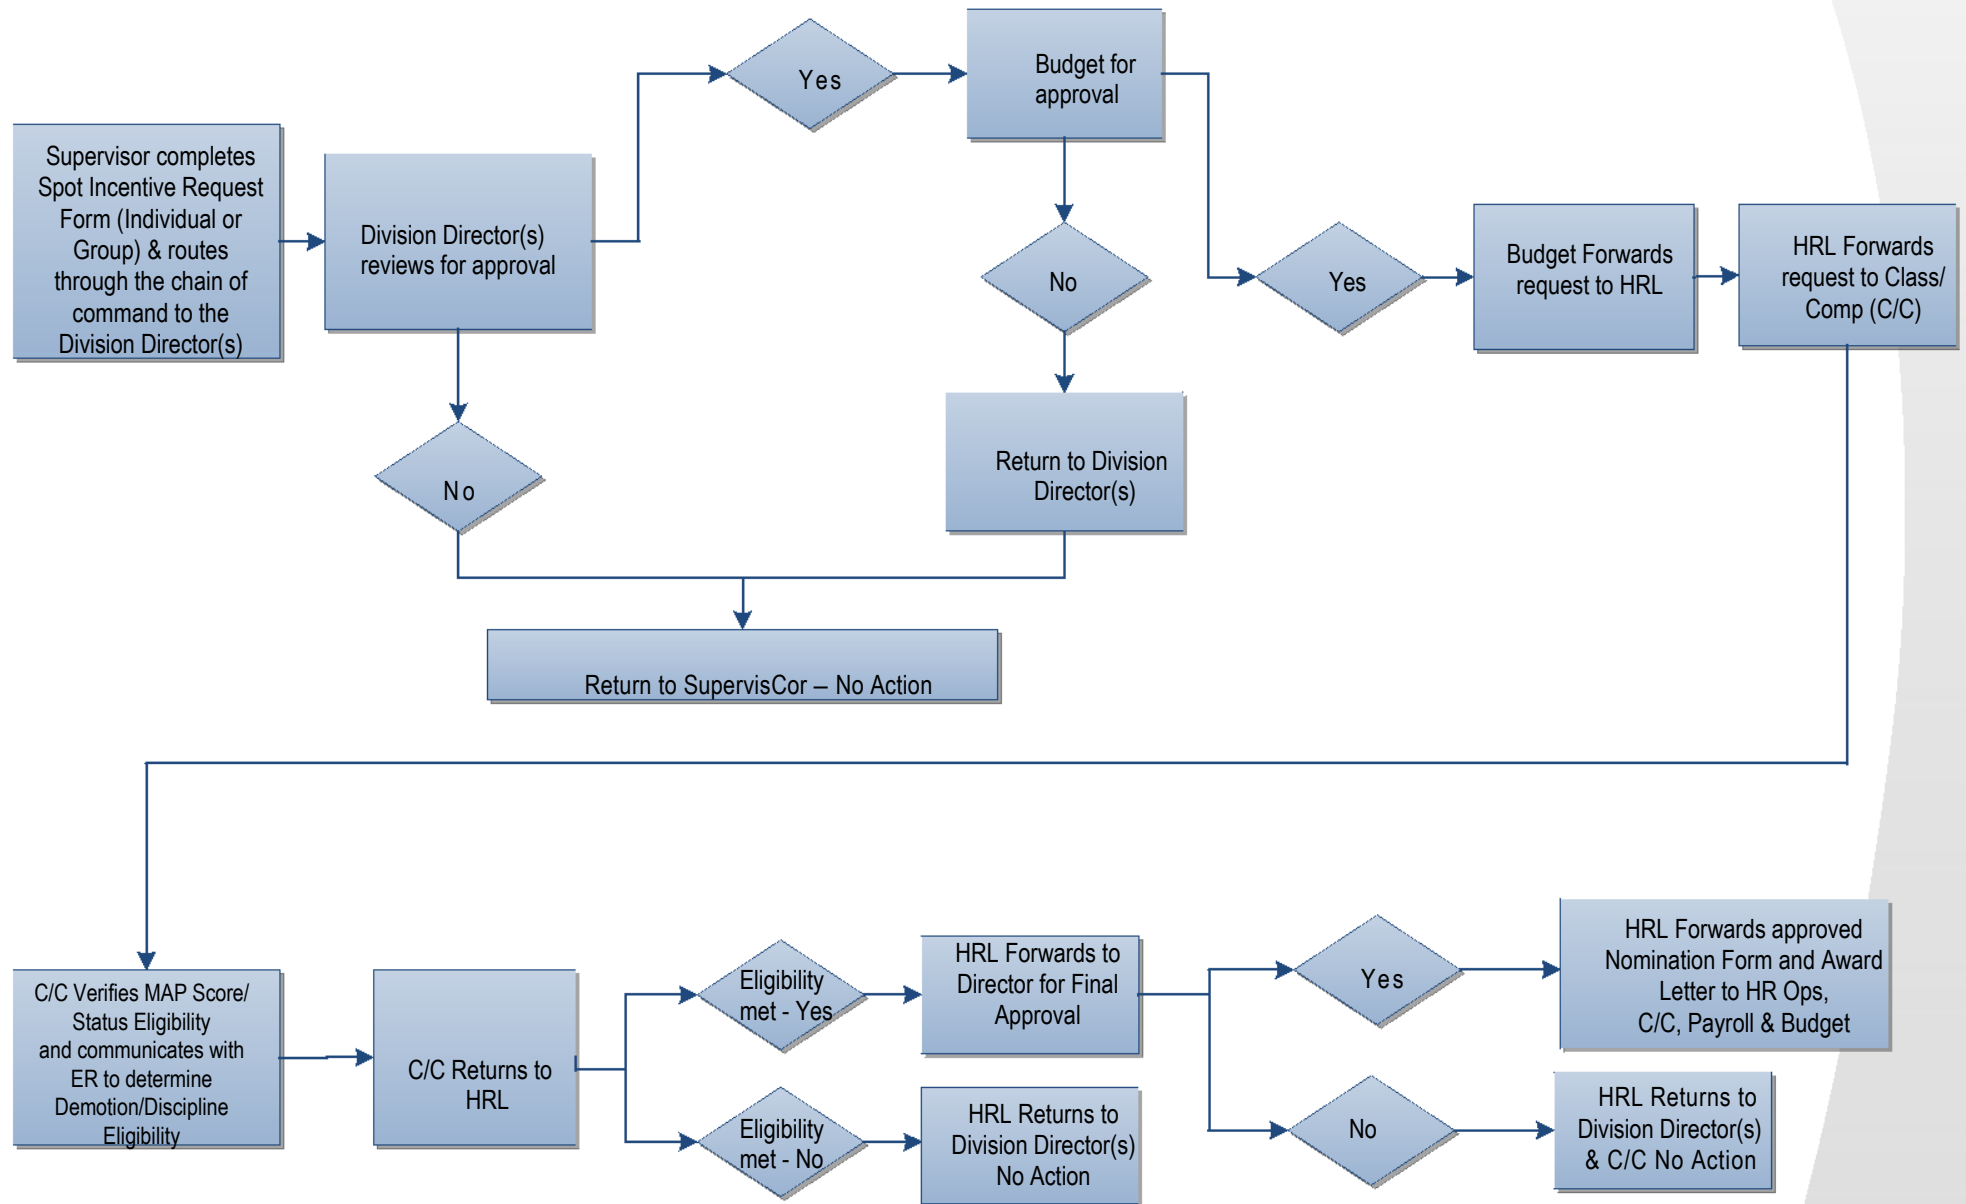 Supervisor completes
Spot Incentive Request
Form (Individual or
Group) & routes
through the chain of
command to the
Division Director(s)
Division Director(s)
reviews for approval
Yes
Budget for
approval
No
No
Return to Division
Director(s)
Yes
Budget Forwards
request to HRL
HRL Forwards
request to Class/
Comp (C/C)
Return to SupervisCor – No Action
C/C Verifies MAP Score/
Status Eligibility
and communicates with
ER to determine
Demotion/Discipline
Eligibility
C/C Returns to
HRL
Eligibility
met - Yes
HRL Forwards to
Director for Final
Approval
Yes
HRL Forwards approved
Nomination Form and Award
Letter to HR Ops,
C/C, Payroll & Budget
Eligibility
met - No
HRL Returns to
Division Director(s)
No Action
No
HRL Returns to
Division Director(s)
& C/C No Action